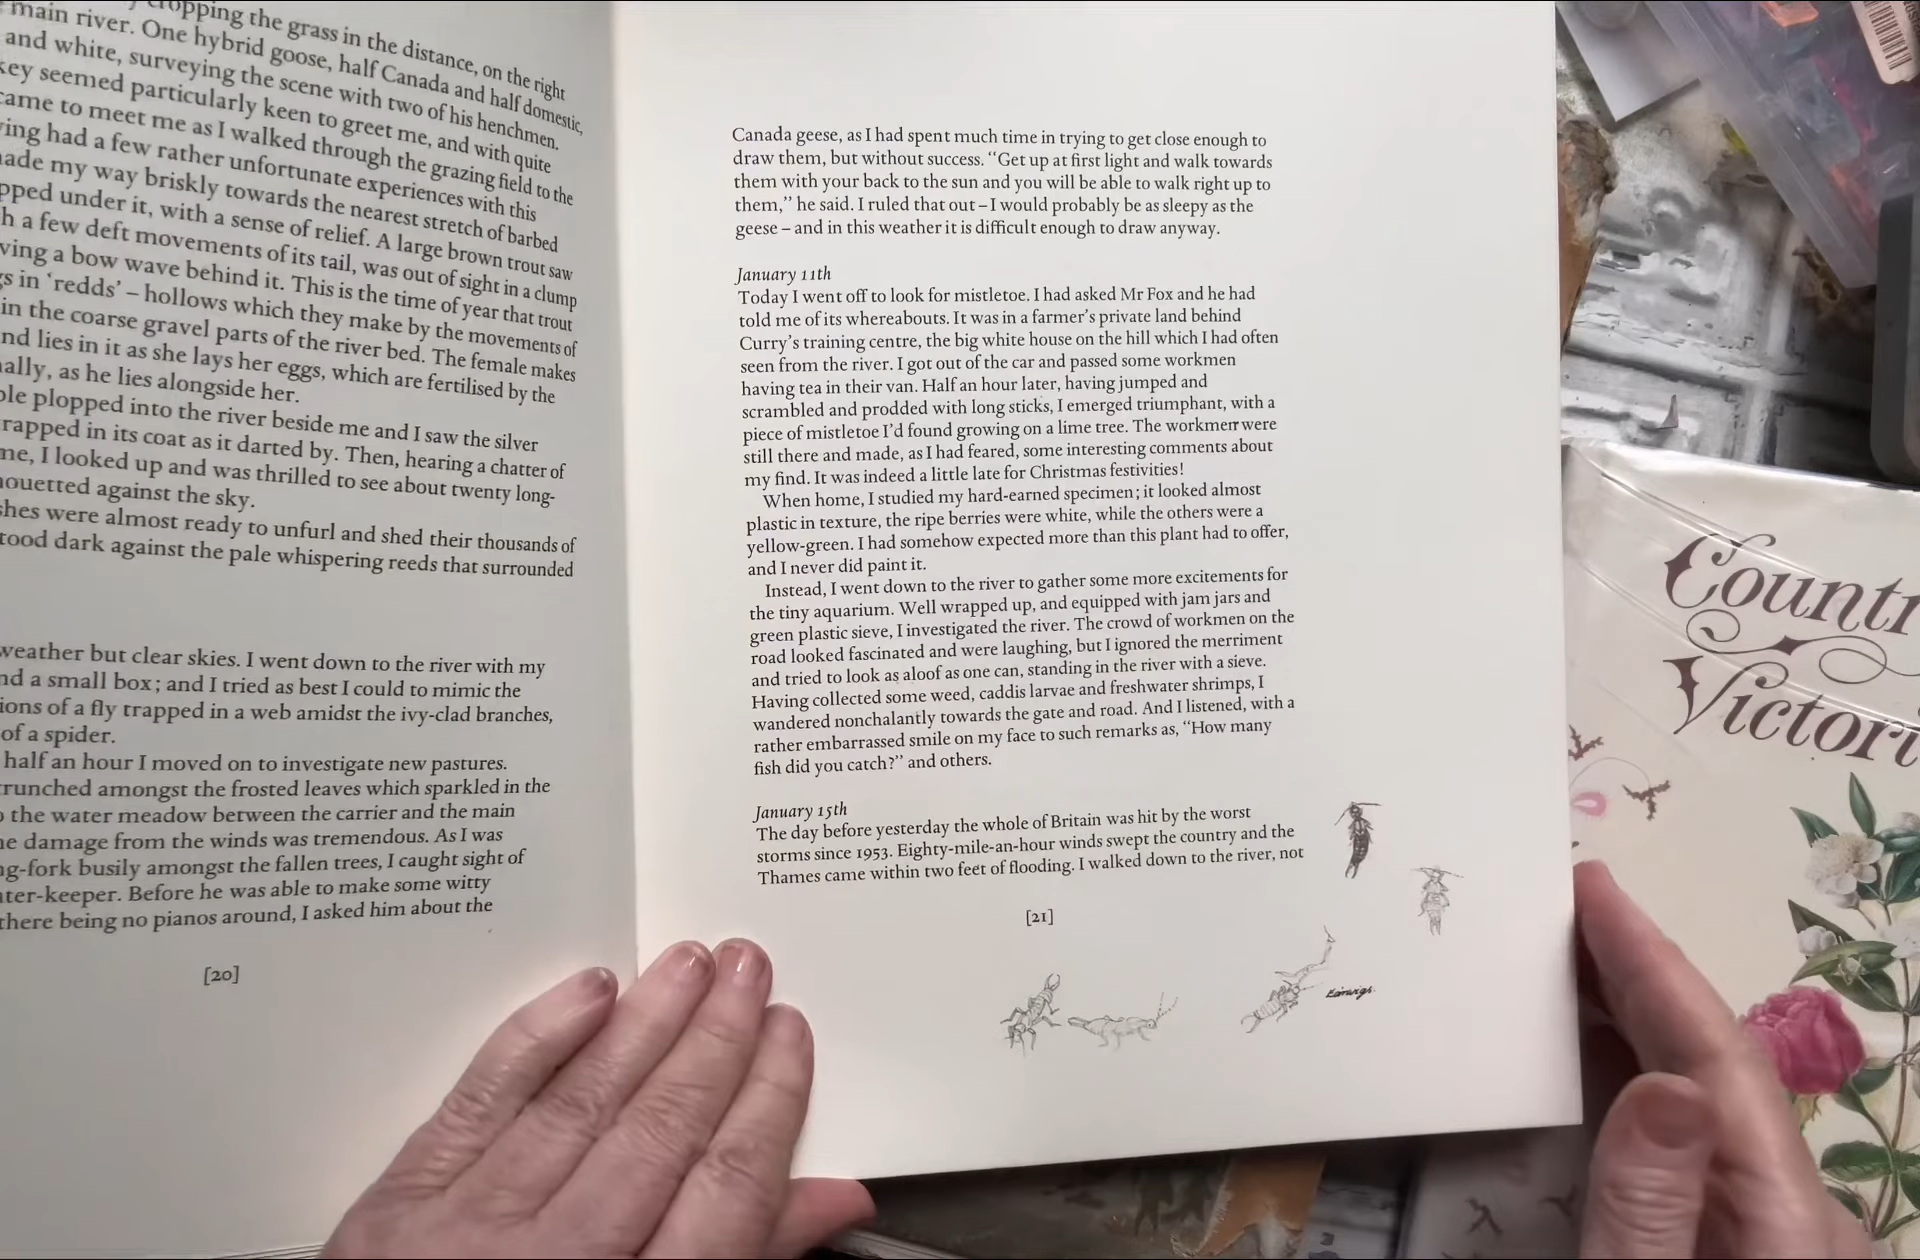 cropping the grass in the distance, on the right
main river. One hybrid goose, half Canada and half domestic,
and white, surveying the scene with two of his henchmen.
key seemed particularly keen to greet me, and with quite
came to meet me as I walked through the grazing field to the
ving had a few rather unfortunate experiences with this
ade my way briskly towards the nearest stretch of barbed
pped under it, with a sense of relief. A large brown trout saw
h a few deft movements of its tail, was out of sight in a clump
ving a bow wave behind it. This is the time of year that trout
s in ‘redds’ – hollows which they make by the movements of
in the coarse gravel parts of the river bed. The female makes
nd lies in it as she lays her eggs, which are fertilised by the
ally, as he lies alongside her.
ole plopped into the river beside me and I saw the silver
rapped in its coat as it darted by. Then, hearing a chatter of
me, I looked up and was thrilled to see about twenty long-
houetted against the sky.
shes were almost ready to unfurl and shed their thousands of
tood dark against the pale whispering reeds that surrounded
weather but clear skies. I went down to the river with my
nd a small box; and I tried as best I could to mimic the
ions of a fly trapped in a web amidst the ivy-clad branches,
of a spider.
half an hour I moved on to investigate new pastures.
runched amongst the frosted leaves which sparkled in the
o the water meadow between the carrier and the main
he damage from the winds was tremendous. As I was
ng-fork busily amongst the fallen trees, I caught sight of
ter-keeper. Before he was able to make some witty
there being no pianos around, I asked him about the
[20]
Canada geese, as I had spent much time in trying to get close enough to
draw them, but without success. “Get up at first light and walk towards
them with your back to the sun and you will be able to walk right up to
them,” he said. I ruled that out – I would probably be as sleepy as the
geese – and in this weather it is difficult enough to draw anyway.
January 11th
Today I went off to look for mistletoe. I had asked Mr Fox and he had
told me of its whereabouts. It was in a farmer’s private land behind
Curry’s training centre, the big white house on the hill which I had often
seen from the river. I got out of the car and passed some workmen
having tea in their van. Half an hour later, having jumped and
scrambled and prodded with long sticks, I emerged triumphant, with a
piece of mistletoe I’d found growing on a lime tree. The workmen were
still there and made, as I had feared, some interesting comments about
my find. It was indeed a little late for Christmas festivities!
When home, I studied my hard-earned specimen; it looked almost
plastic in texture, the ripe berries were white, while the others were a
yellow-green. I had somehow expected more than this plant had to offer,
and I never did paint it.
Instead, I went down to the river to gather some more excitements for
the tiny aquarium. Well wrapped up, and equipped with jam jars and
green plastic sieve, I investigated the river. The crowd of workmen on the
road looked fascinated and were laughing, but I ignored the merriment
and tried to look as aloof as one can, standing in the river with a sieve.
Having collected some weed, caddis larvae and freshwater shrimps, I
wandered nonchalantly towards the gate and road. And I listened, with a
rather embarrassed smile on my face to such remarks as, “How many
fish did you catch?” and others.
January 15th
The day before yesterday the whole of Britain was hit by the worst
storms since 1953. Eighty-mile-an-hour winds swept the country and the
Thames came within two feet of flooding. I walked down to the river, not
[21]
Earwigs.
Countr
Victori